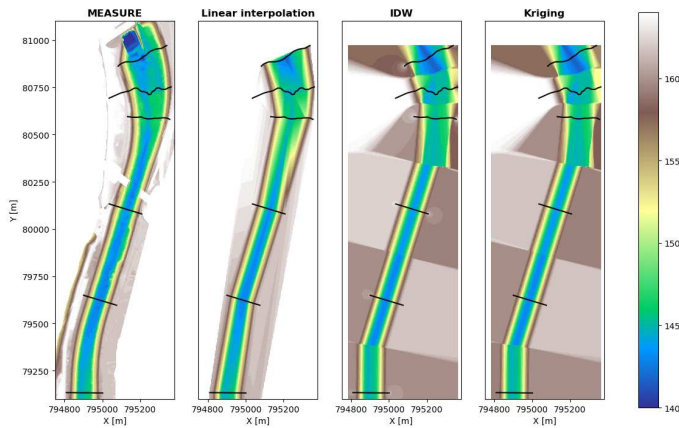 MEASURE
Linear interpolation
IDW
Kriging
81000
80750
80500
80250
80000
79750
79500
79250
Y [m]
794800 795000 795200
794800 795000 795200
794800 795000 795200
794800 795000 795200
X [m]
X [m]
X [m]
X [m]
160
155
150
145
140